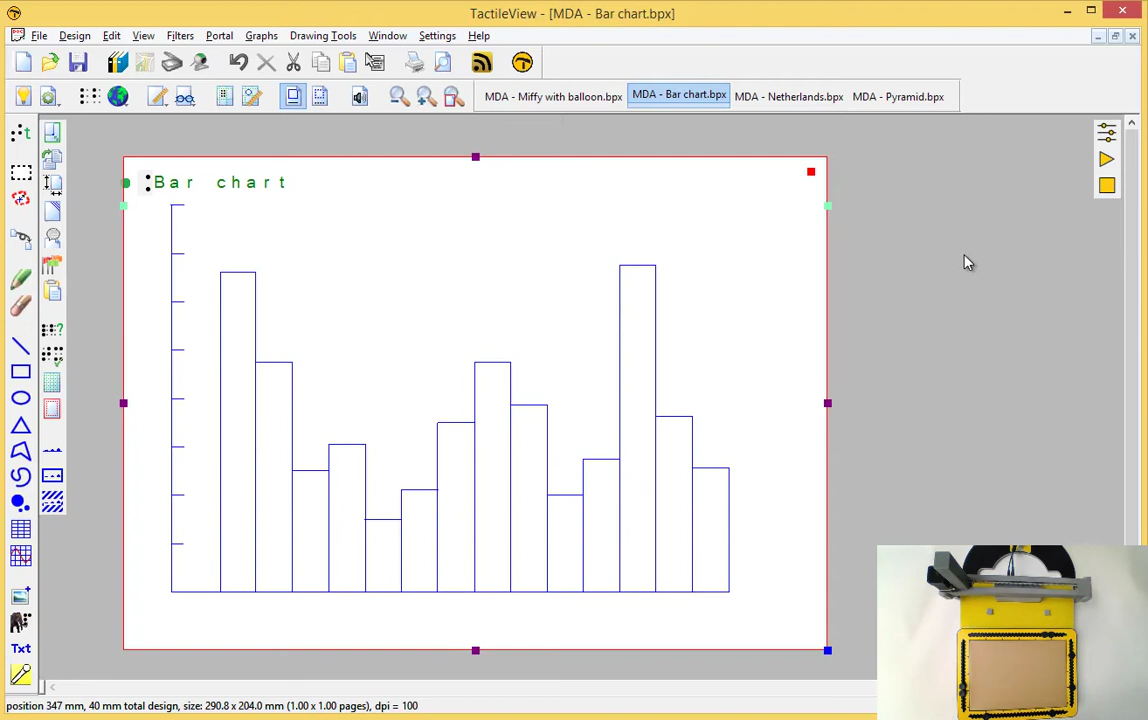 TactileView - [MDA - Bar chart.bpx]
File Design Edit View Filters Portal Graphs Drawing Tools Window Settings Help
MDA - Miffy with balloon.bpx MDA - Bar chart.bpx MDA - Netherlands.bpx MDA - Pyramid.bpx
t
Bar chart
Txt
position 347 mm, 40 mm total design, size: 290.8 x 204.0 mm (1.00 x 1.00 pages), dpi = 100